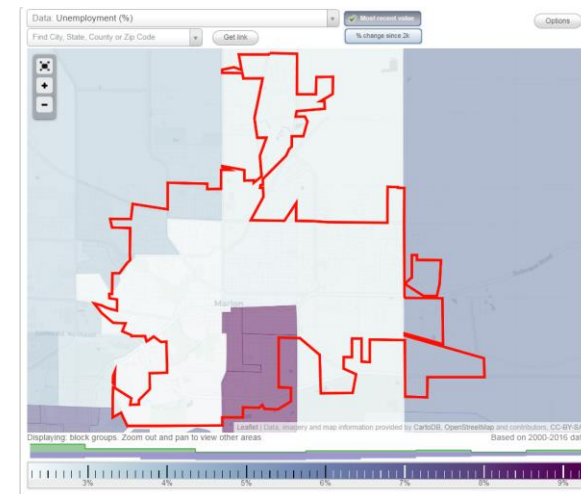 Data: Unemployment (%)
Most recent value
Options
Find City, State, County or Zip Code
Get link
% change since 2k
+
−
Marion
Leaflet | Data, imagery and map information provided by CartoDB, OpenStreetMap and contributors, CC-BY-SA
Displaying: block groups. Zoom out and pan to view other areas
Based on 2000-2016 data
3%
4%
5%
6%
7%
8%
9%